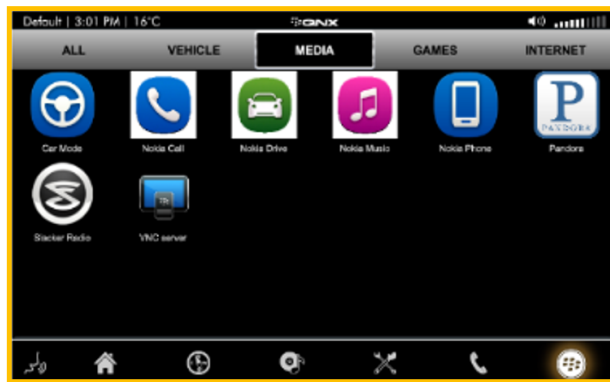 Default | 3:01 PM | 16°C QNX
ALL VEHICLE MEDIA GAMES INTERNET
P
PANDORA
Car Mode Nokia Call Nokia Drive Nokia Music Nokia Phone Pandora
S
Slacker Radio VNC server